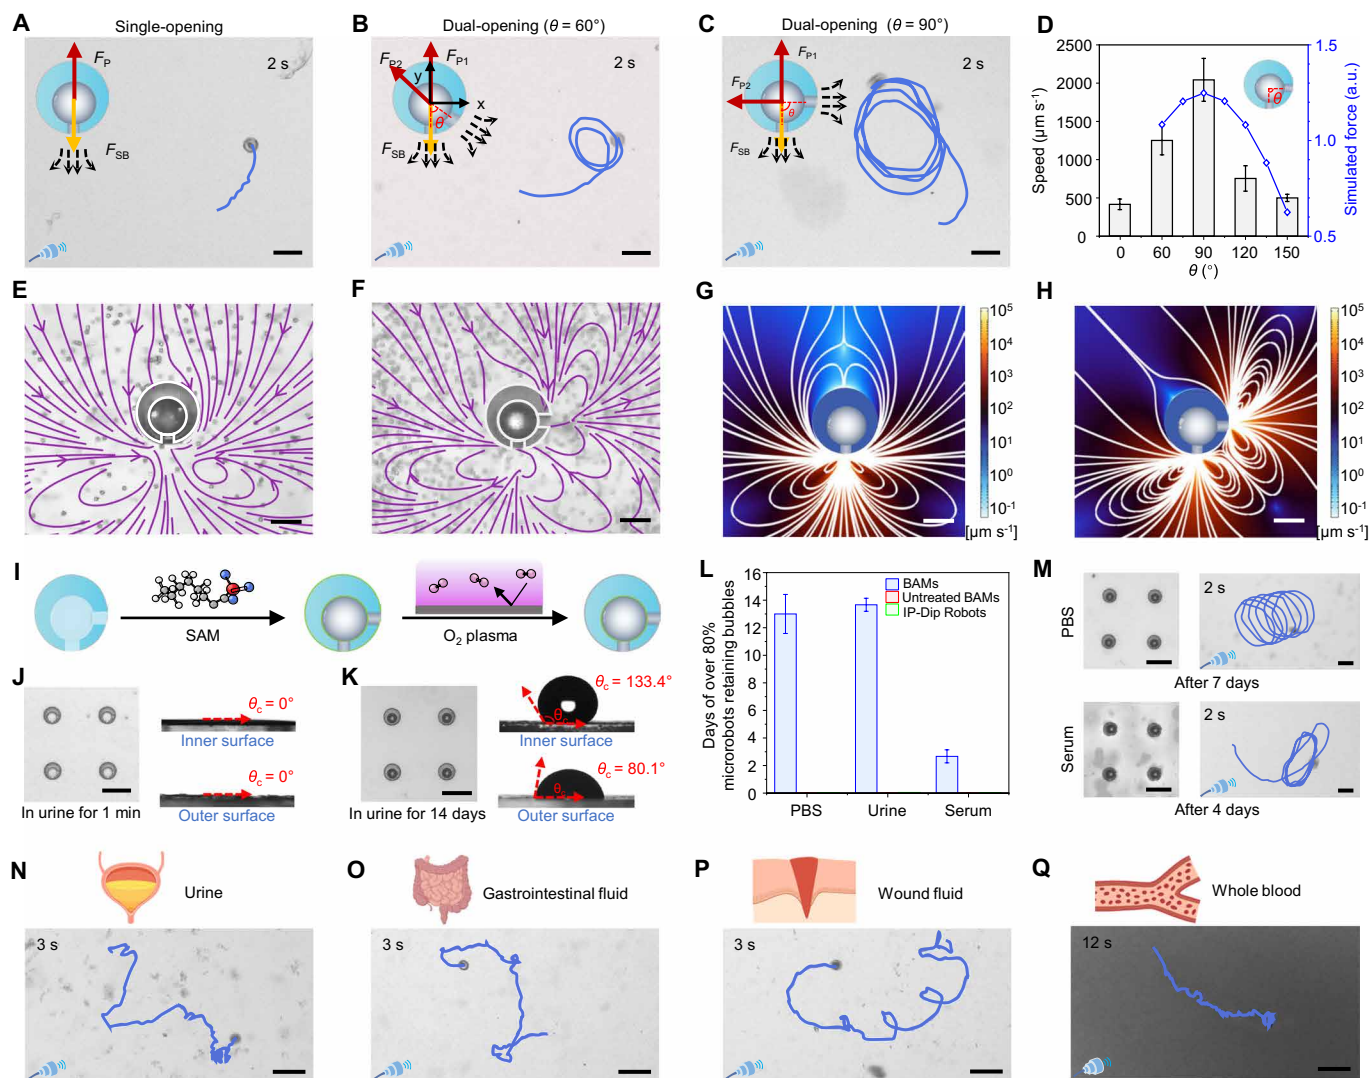 A Single-opening
F_P
F_SB
2 s
B Dual-opening (θ = 60°)
F_P2 y F_P1
x
θ
F_SB
2 s
C Dual-opening (θ = 90°)
F_P1
F_P2
θ
F_SB
2 s
D
2500
2000
1500
1000
500
0
Speed (µm s⁻¹)
0 60 90 120 150
θ (°)
1.5
1.0
0.5
Simulated force (a.u.)
θ
E
F
G
10⁵
10⁴
10³
10²
10¹
10⁰
10⁻¹
[µm s⁻¹]
H
10⁵
10⁴
10³
10²
10¹
10⁰
10⁻¹
[µm s⁻¹]
I
SAM
O₂ plasma
J
In urine for 1 min
θc = 0°
Inner surface
θc = 0°
Outer surface
K
In urine for 14 days
θc = 133.4°
θc
Inner surface
θc = 80.1°
θc
Outer surface
L
Days of over 80%
microrobots retaining bubbles
16
14
12
10
8
6
4
2
0
BAMs
Untreated BAMs
IP-Dip Robots
PBS Urine Serum
M
PBS
2 s
After 7 days
Serum
2 s
After 4 days
N
Urine
3 s
O
Gastrointestinal fluid
3 s
P
Wound fluid
3 s
Q
Whole blood
12 s